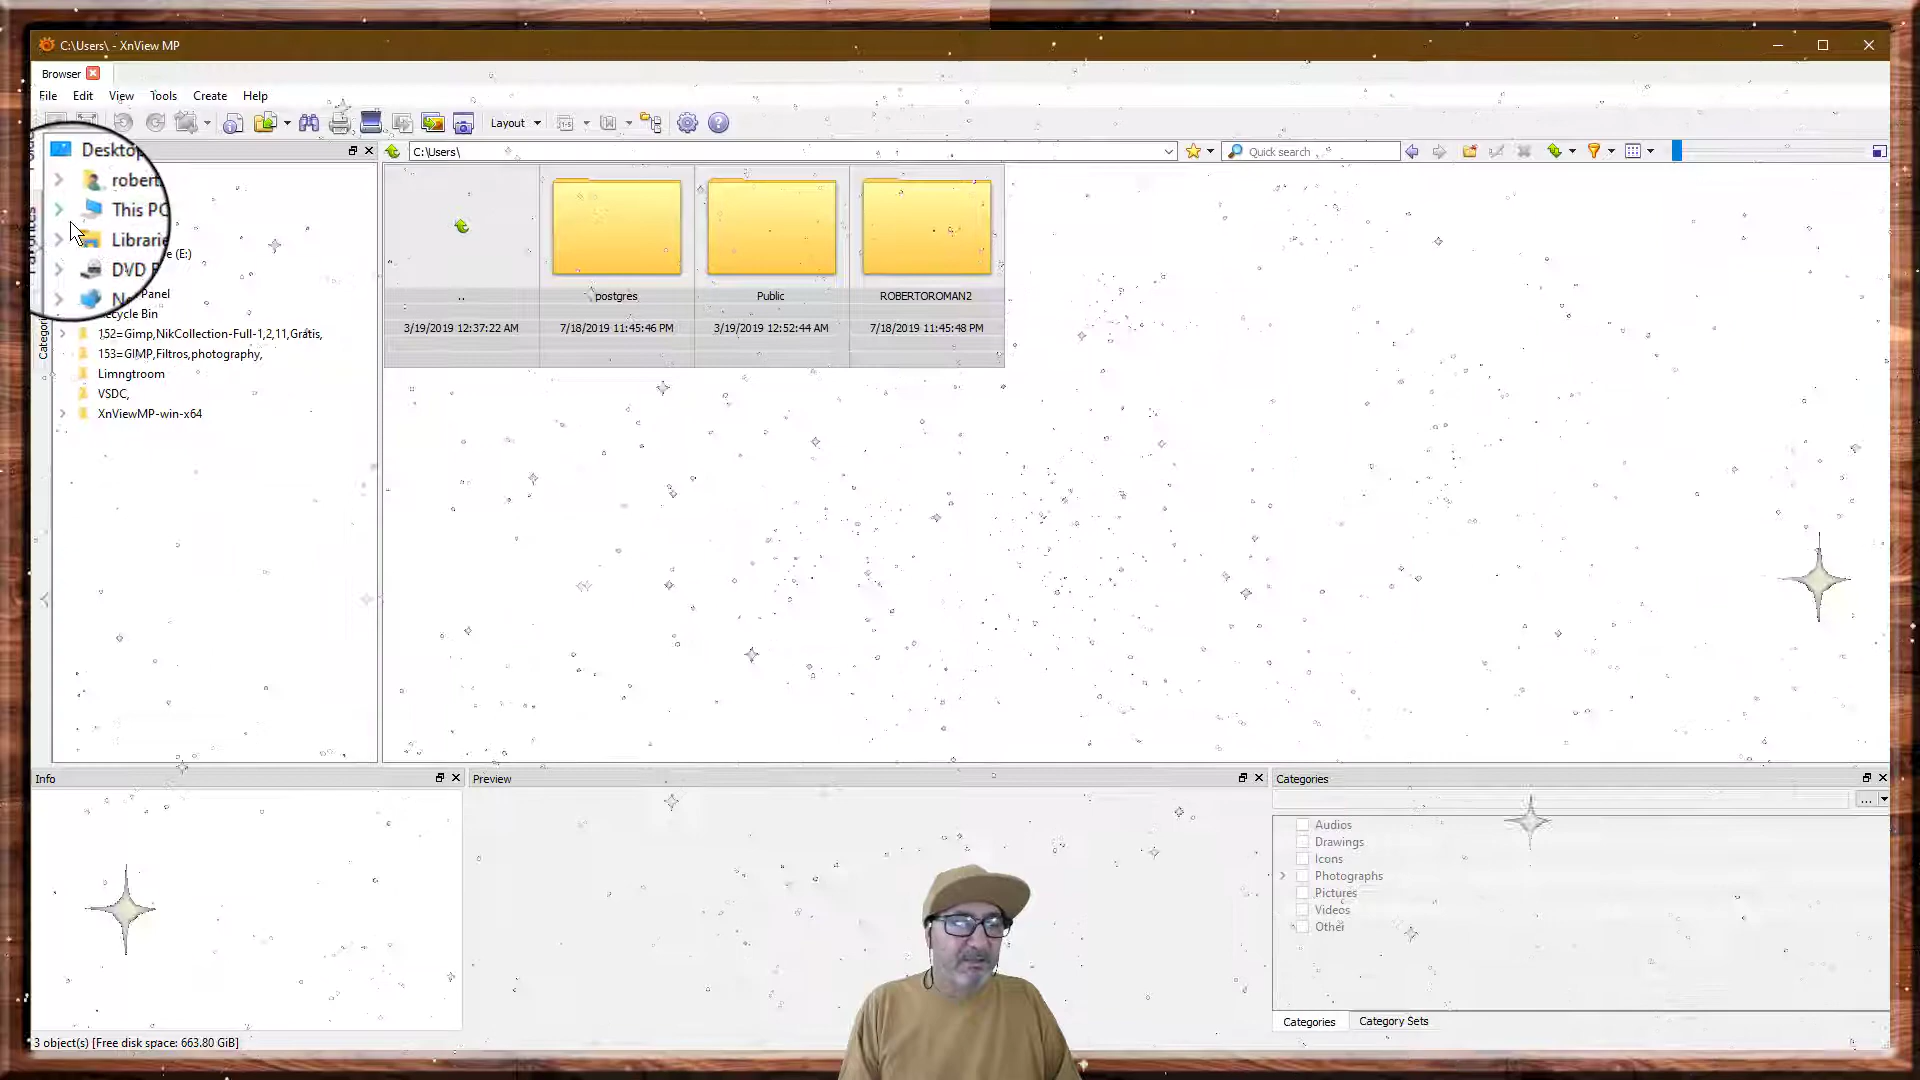 C:\Users\ - XnView MP
Browser
File Edit View Tools Create Help
Layout
Desktop
robert
This PC
Librarie
DVD
e (E:)
Panel
ecycle Bin
152=Gimp,NikCollection-Full-1,2,11,Gratis,
153=GIMP,Filtros,photography,
Limngtroom
VSDC,
XnViewMP-win-x64
C:\Users\
Quick search
.. postgres Public ROBERTOROMAN2
3/19/2019 12:37:22 AM 7/18/2019 11:45:46 PM 3/19/2019 12:52:44 AM 7/18/2019 11:45:48 PM
Info
Preview
Categories
...
Audios
Drawings
Icons
Photographs
Pictures
Videos
Other
Categories Category Sets
3 object(s) [Free disk space: 663.80 GiB]